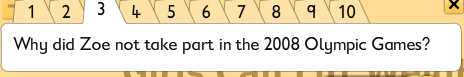 1 2 3 4 5 6 7 8 9 10
Why did Zoe not take part in the 2008 Olympic Games?